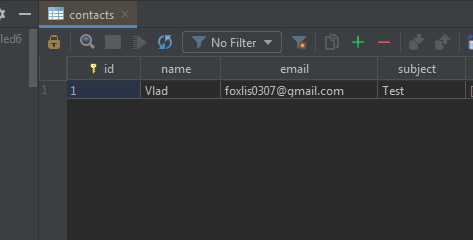 contacts
led6
No Filter
id name email subject
1 1 Vlad foxlis0307@gmail.com Test